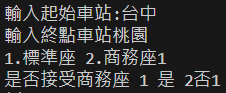 輸入起始車站:台中
輸入終點車站桃園
1.標準座 2.商務座1
是否接受商務座 1 是 2否1